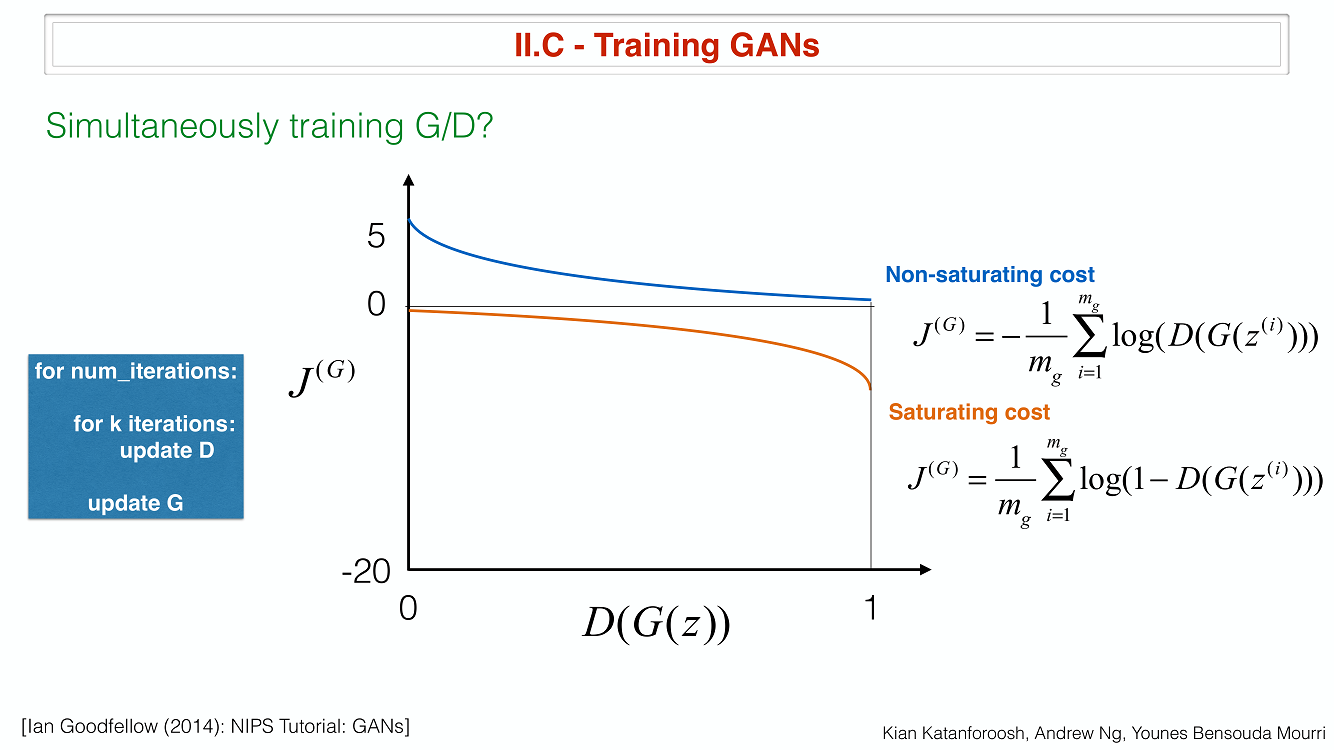 II.C - Training GANs
Simultaneously training G/D?
5
0
-20
0
1
J^{(G)}
D(G(z))
for num_iterations:
for k iterations:
update D
update G
Non-saturating cost
J^{(G)} = -\frac{1}{m_g} \sum_{i=1}^{m_g} \log(D(G(z^{(i)})))
Saturating cost
J^{(G)} = \frac{1}{m_g} \sum_{i=1}^{m_g} \log(1 - D(G(z^{(i)})))
[Ian Goodfellow (2014): NIPS Tutorial: GANs]
Kian Katanforoosh, Andrew Ng, Younes Bensouda Mourri